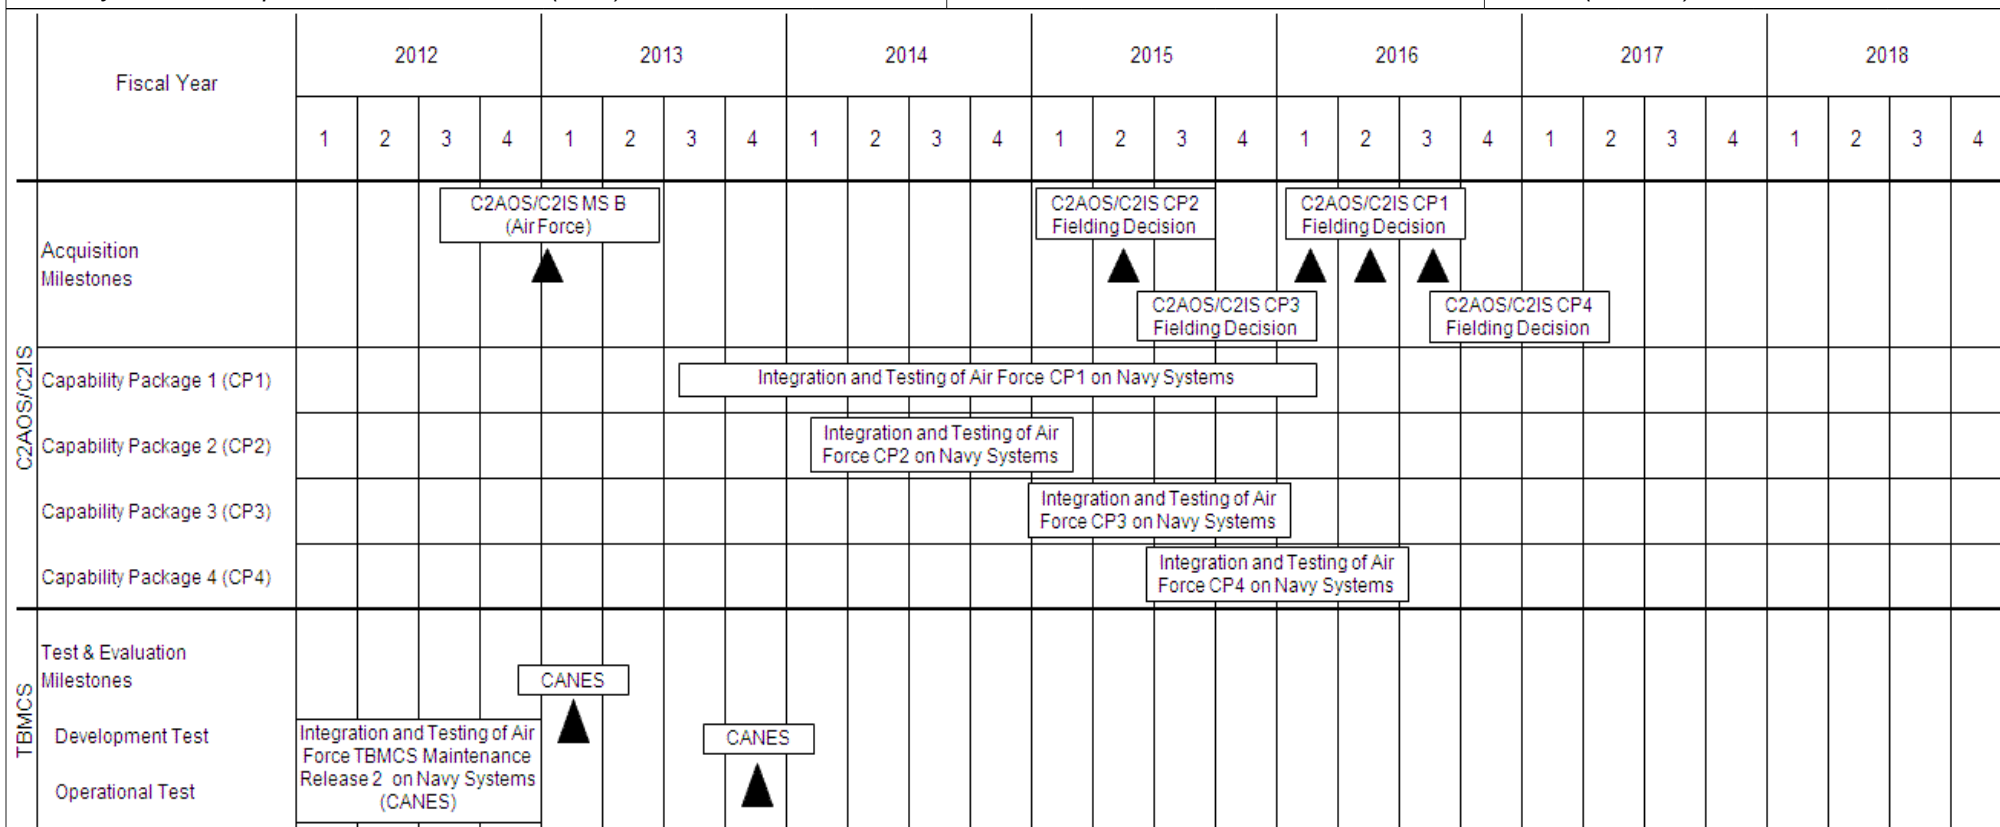 Fiscal Year
2012 2013 2014 2015 2016 2017 2018
1 2 3 4 1 2 3 4 1 2 3 4 1 2 3 4 1 2 3 4 1 2 3 4 1 2 3 4
C2AOS/C2IS
Acquisition
Milestones
C2AOS/C2IS MS B
(Air Force)
C2AOS/C2IS CP2
Fielding Decision
C2AOS/C2IS CP1
Fielding Decision
C2AOS/C2IS CP3
Fielding Decision
C2AOS/C2IS CP4
Fielding Decision
Capability Package 1 (CP1)
Integration and Testing of Air Force CP1 on Navy Systems
Capability Package 2 (CP2)
Integration and Testing of Air
Force CP2 on Navy Systems
Capability Package 3 (CP3)
Integration and Testing of Air
Force CP3 on Navy Systems
Capability Package 4 (CP4)
Integration and Testing of Air
Force CP4 on Navy Systems
TBMCS
Test & Evaluation
Milestones
CANES
Development Test
CANES
Operational Test
Integration and Testing of Air
Force TBMCS Maintenance
Release 2 on Navy Systems
(CANES)